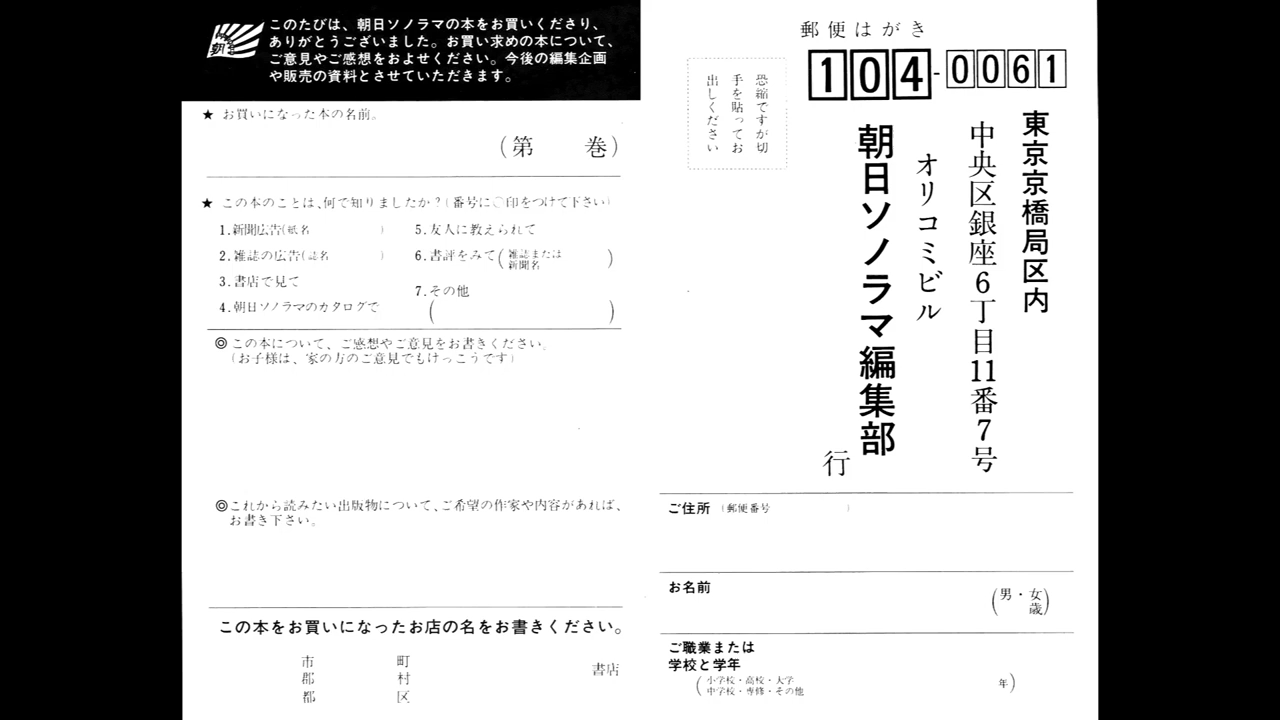 このたびは、朝日ソノラマの本をお買いくださり、
ありがとうございました。お買い求めの本について、
ご意見やご感想をおよせください。今後の編集企画
や販売の資料とさせていただきます。
★ お買いになった本の名前。
(第　　巻)
★ この本のことは、何で知りましたか?(番号に○印をつけて下さい)
1.新聞広告(紙名　　　　)
2.雑誌の広告(誌名　　　　)
3.書店で見て
4.朝日ソノラマのカタログで
5.友人に教えられて
6.書評をみて(雑誌または
新聞名　　　　)
7.その他
(　　　　　　　　)
◎ この本について、ご感想やご意見をお書きください。
(お子様は、家の方のご意見でもけっこうです)
◎これから読みたい出版物について、ご希望の作家や内容があれば、
お書き下さい。
この本をお買いになったお店の名をお書きください。
市　　町
郡　　村　　書店
都　　区
郵便はがき
104-0061
恐縮ですが切
手を貼ってお
出しください
東京京橋局区内
中央区銀座6丁目11番7号
オリコミビル
朝日ソノラマ編集部
行
ご住所 (郵便番号　　　　)
お名前
(男・女
歳)
ご職業または
学校と学年
(小学校・高校・大学
中学校・専修・その他　　　　年)